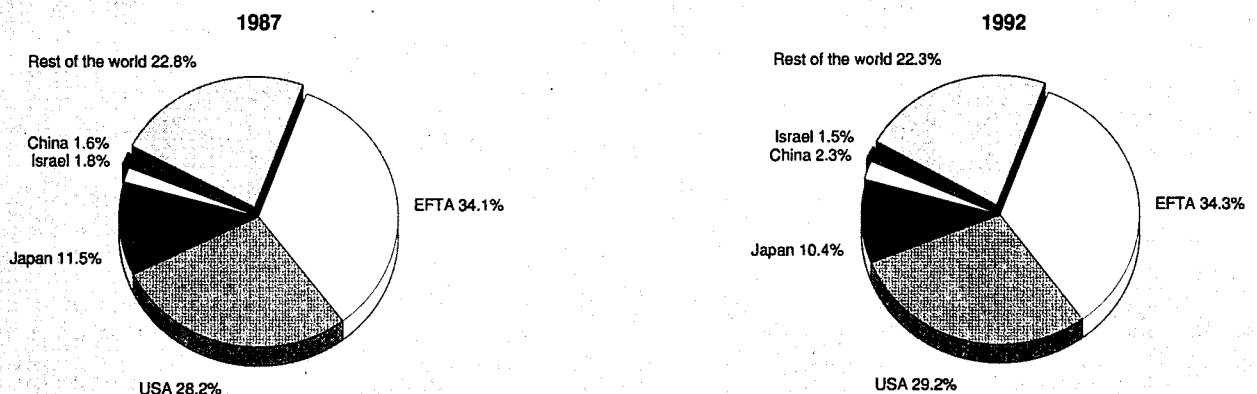 1987
Rest of the world 22.8%
China 1.6%
Israel 1.8%
EFTA 34.1%
Japan 11.5%
USA 28.2%
1992
Rest of the world 22.3%
Israel 1.5%
China 2.3%
EFTA 34.3%
Japan 10.4%
USA 29.2%